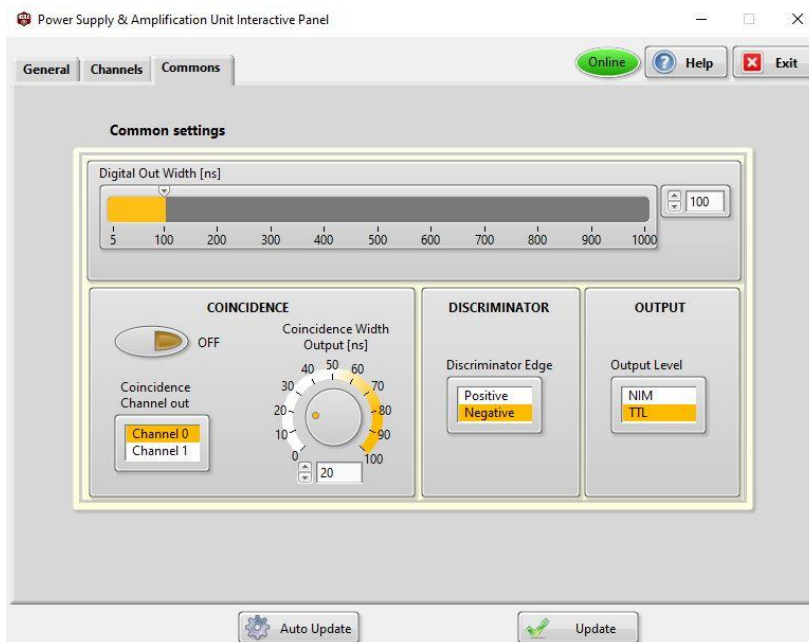 Power Supply & Amplification Unit Interactive Panel
General Channels Commons
Online Help Exit
Common settings
Digital Out Width [ns]
100
5 100 200 300 400 500 600 700 800 900 1000
COINCIDENCE
OFF
Coincidence
Channel out
Channel 0
Channel 1
Coincidence Width
Output [ns]
0 10 20 30 40 50 60 70 80 90 100
20
DISCRIMINATOR
Discriminator Edge
Positive
Negative
OUTPUT
Output Level
NIM
TTL
Auto Update
Update